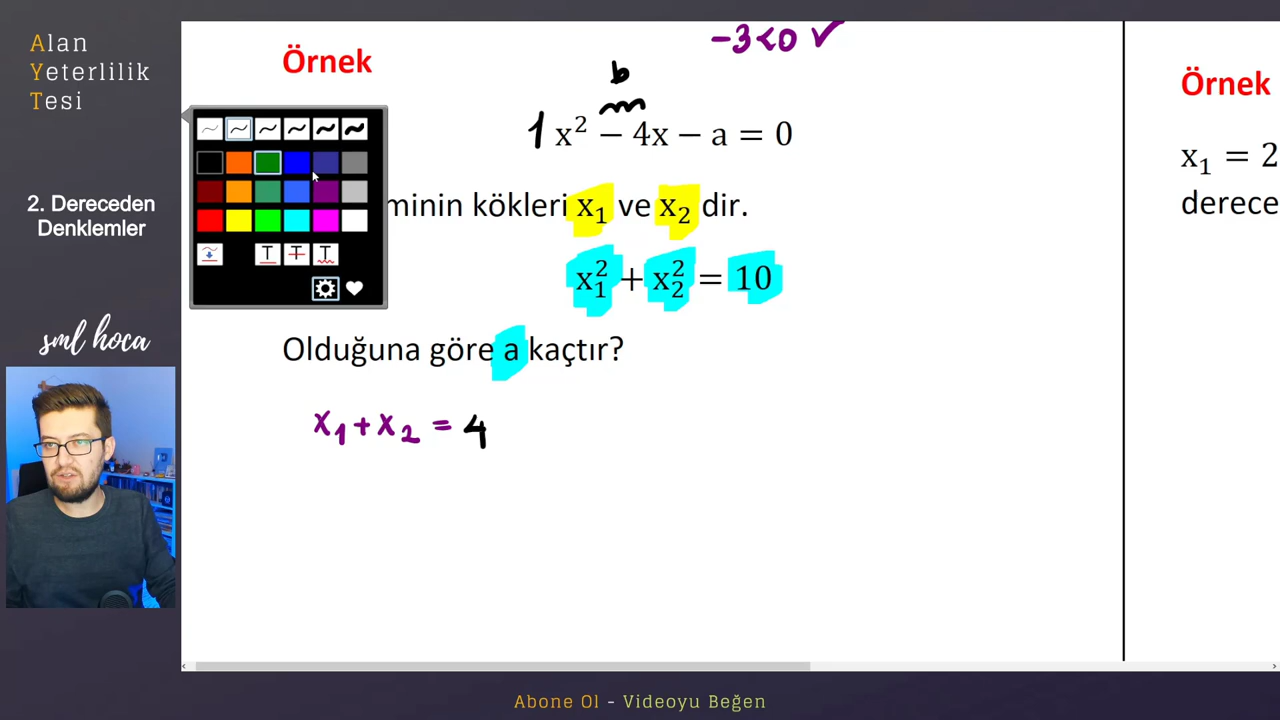 Alan
Yeterlilik
Tesi
2. Dereceden
Denklemler
sml hoca
-3<0 ✓
Örnek
b
1 x² − 4x − a = 0
minin kökleri x₁ ve x₂ dir.
x₁² + x₂² = 10
Olduğuna göre a kaçtır?
x₁ + x₂ = 4
Örnek
x₁ = 2
derece
T T T
Abone Ol - Videoyu Beğen